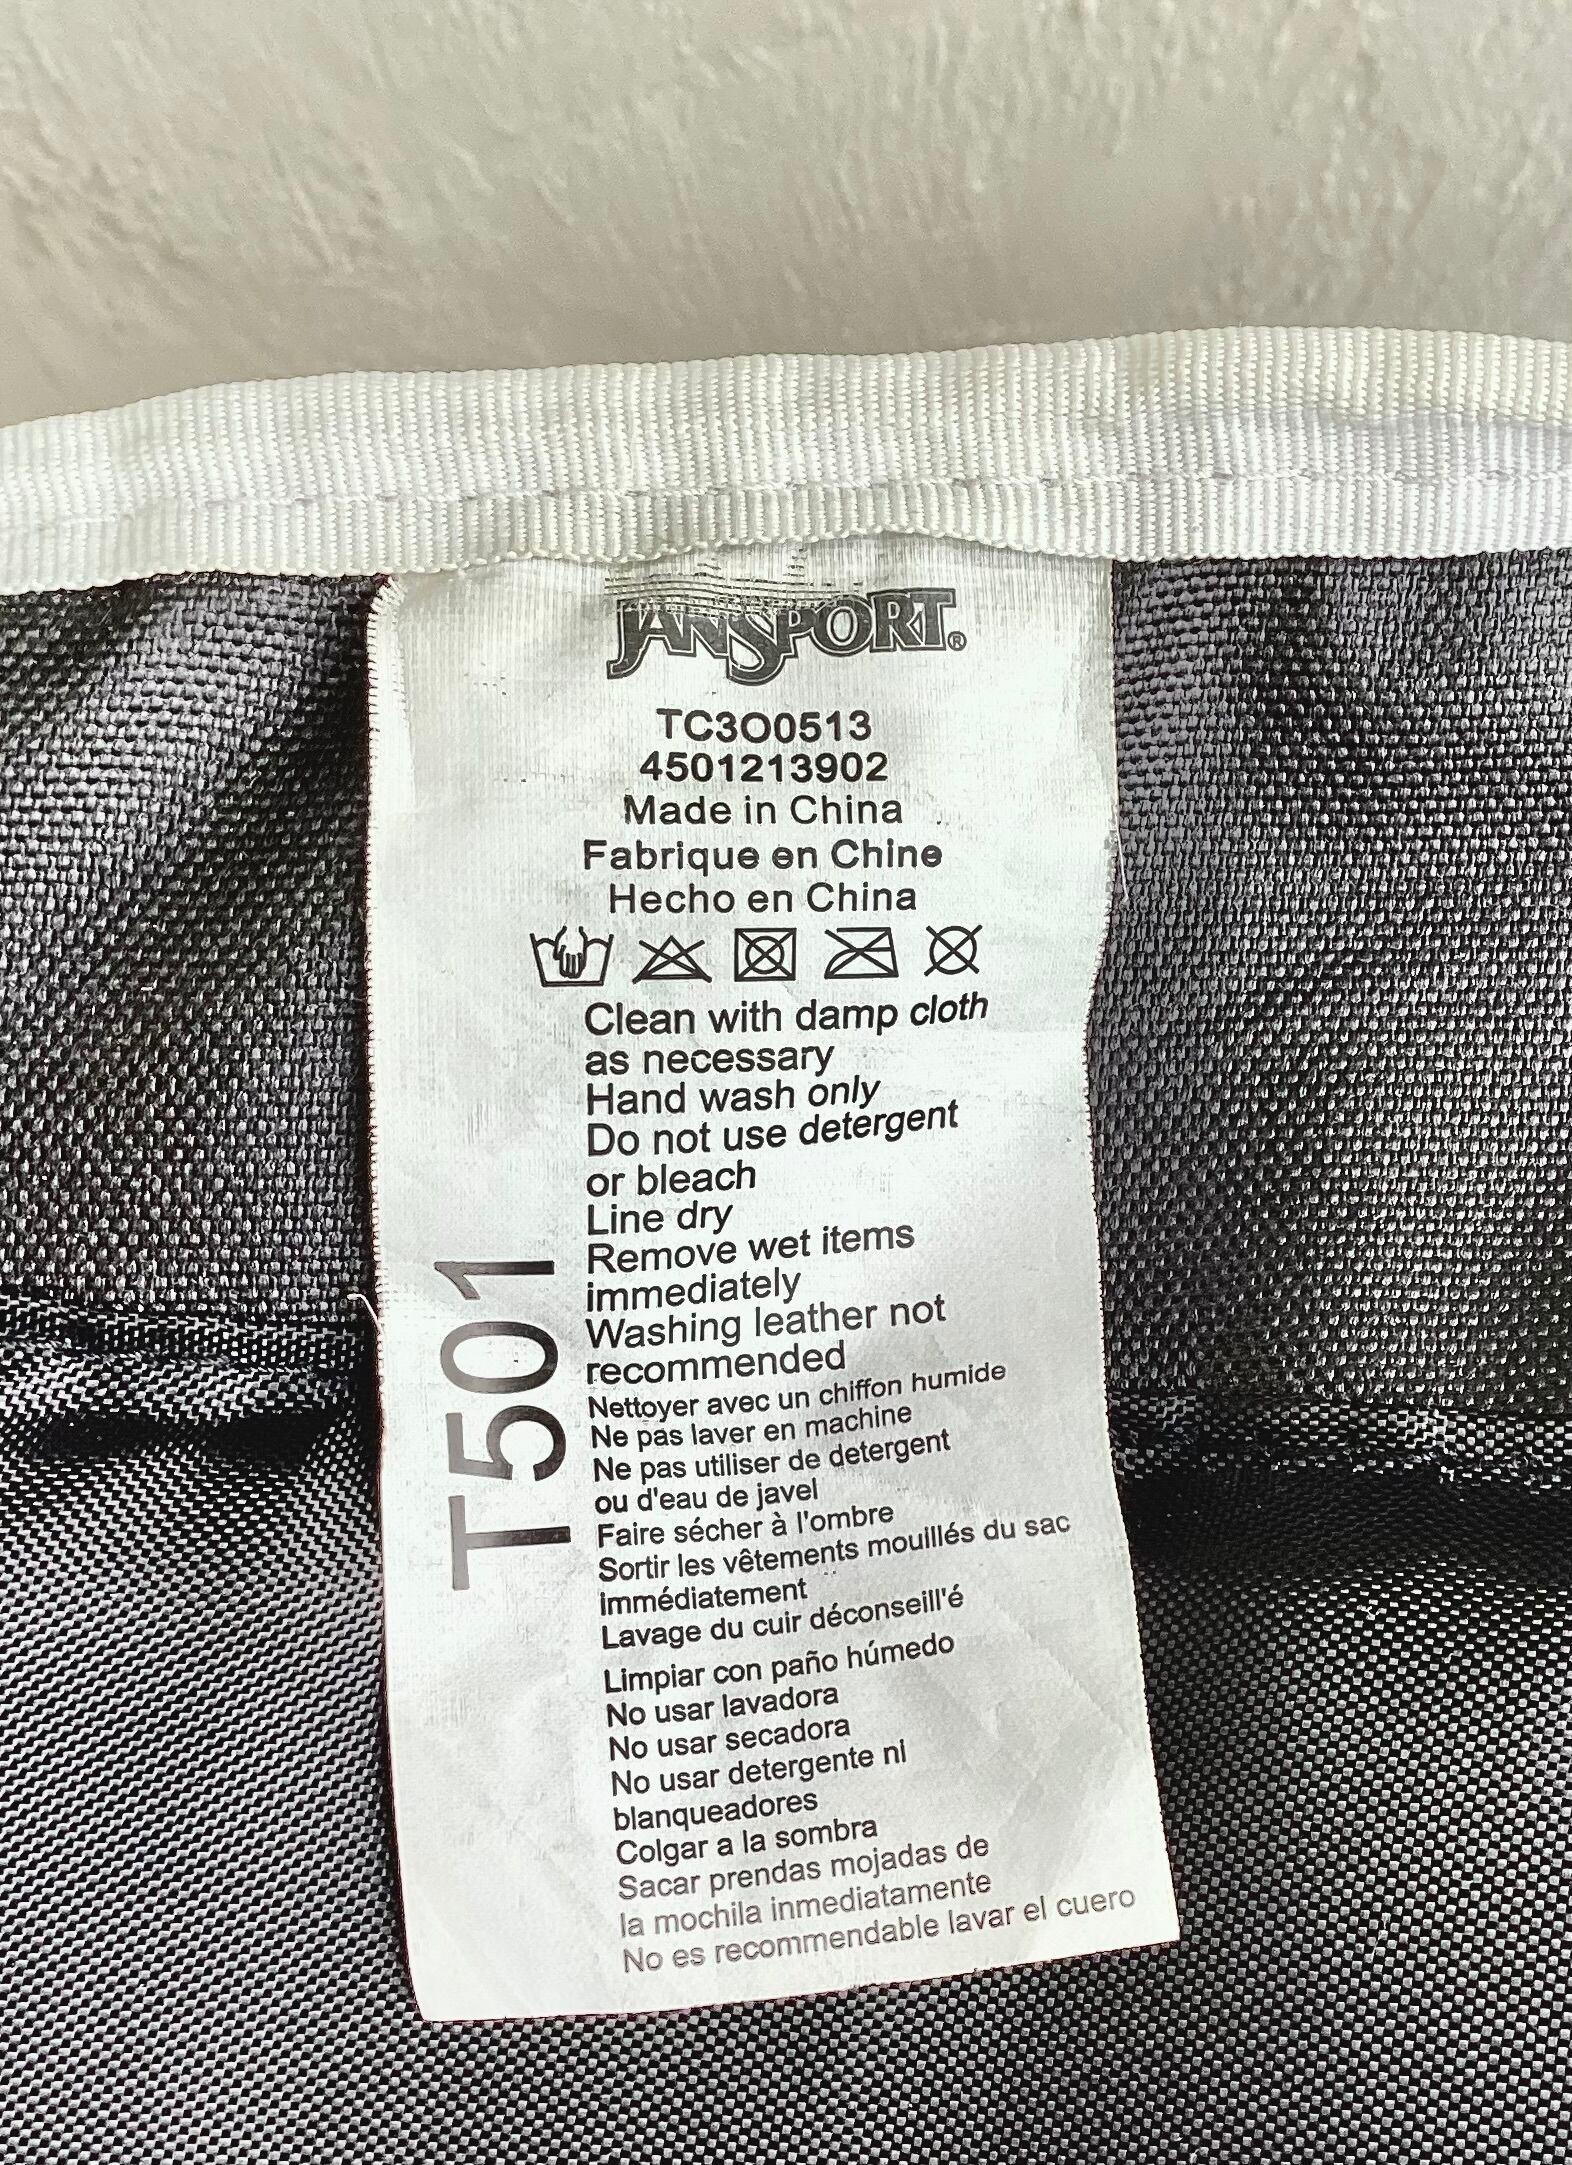 JANSPORT®
TC3O0513
4501213902
Made in China
Fabrique en Chine
Hecho en China
Clean with damp cloth
as necessary
Hand wash only
Do not use detergent
or bleach
Line dry
Remove wet items
immediately
Washing leather not
recommended
T501
Nettoyer avec un chiffon humide
Ne pas laver en machine
Ne pas utiliser de detergent
ou d'eau de javel
Faire sécher à l'ombre
Sortir les vêtements mouillés du sac
immédiatement
Lavage du cuir déconseill'é
Limpiar con paño húmedo
No usar lavadora
No usar secadora
No usar detergente ni
blanqueadores
Colgar a la sombra
Sacar prendas mojadas de
la mochila inmediatamente
No es recommendable lavar el cuero